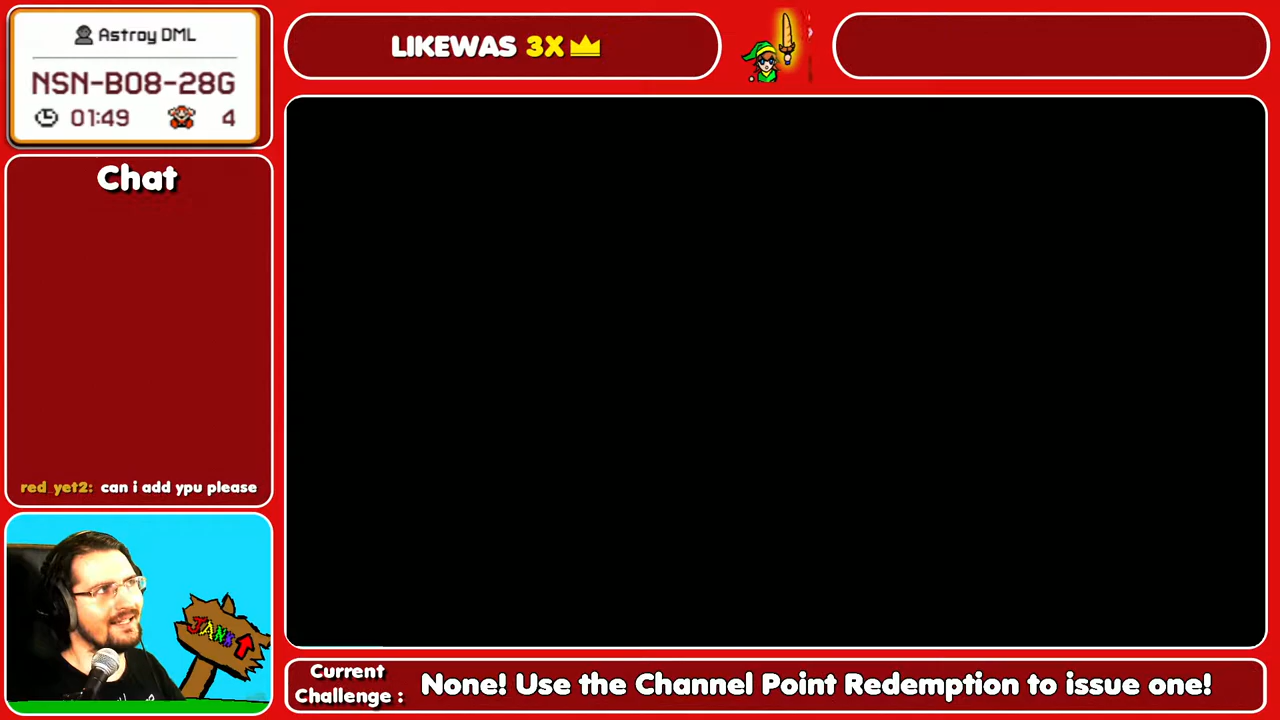 Astroy DML
NSN-B08-28G
01:49 4
LIKEWAS 3X
Chat
red_yet2: can i add ypu please
JANK
Current
Challenge :
None! Use the Channel Point Redemption to issue one!